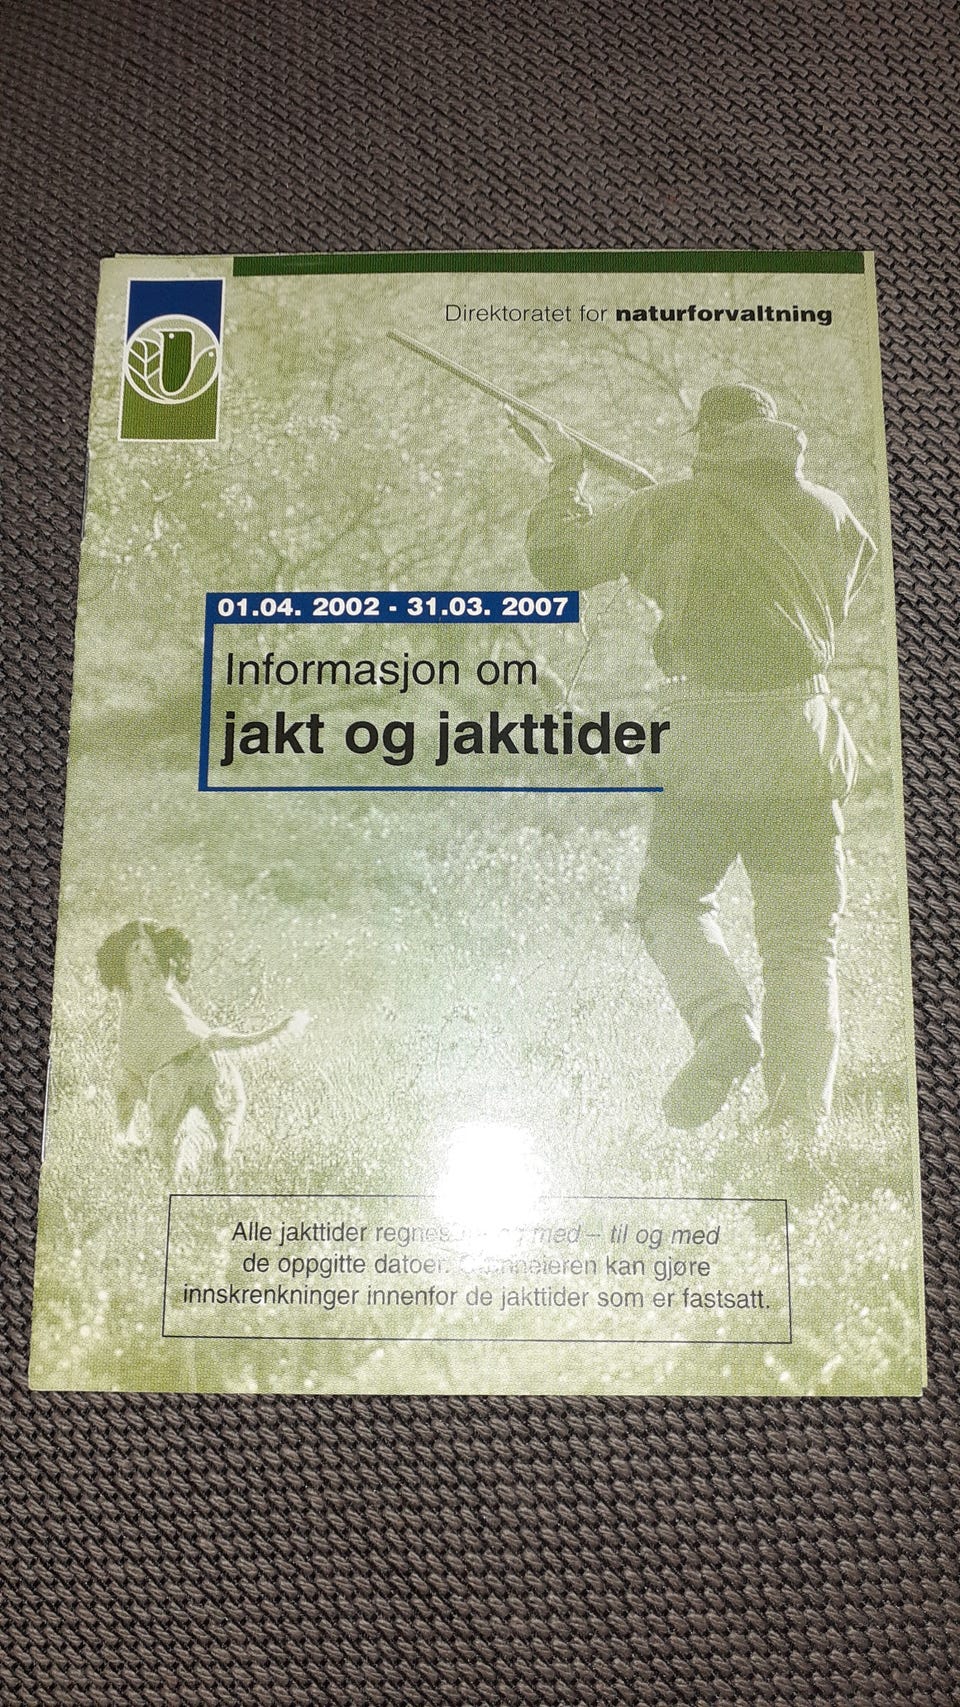 Direktoratet for naturforvaltning
01.04. 2002 - 31.03. 2007
Informasjon om
jakt og jakttider
Alle jakttider regnes med – til og med
de oppgitte datoer. kan gjøre
innskrenkninger innenfor de jakttider som er fastsatt.